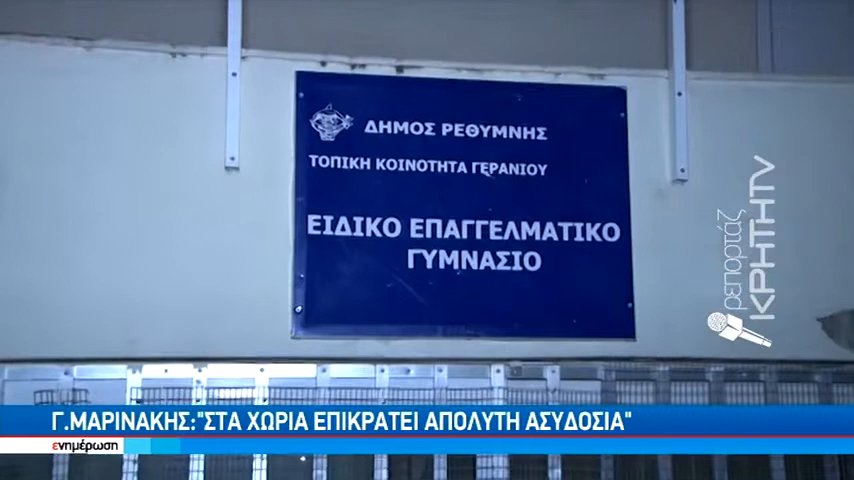 ΔΗΜΟΣ ΡΕΘΥΜΝΗΣ
ΤΟΠΙΚΗ ΚΟΙΝΟΤΗΤΑ ΓΕΡΑΝΙΟΥ
ΕΙΔΙΚΟ ΕΠΑΓΓΕΛΜΑΤΙΚΟ
ΓΥΜΝΑΣΙΟ
ρεπορτάζ
ΚΡΗΤΗTV
Γ.ΜΑΡΙΝΑΚΗΣ:"ΣΤΑ ΧΩΡΙΑ ΕΠΙΚΡΑΤΕΙ ΑΠΟΛΥΤΗ ΑΣΥΔΟΣΙΑ"
ενημέρωση